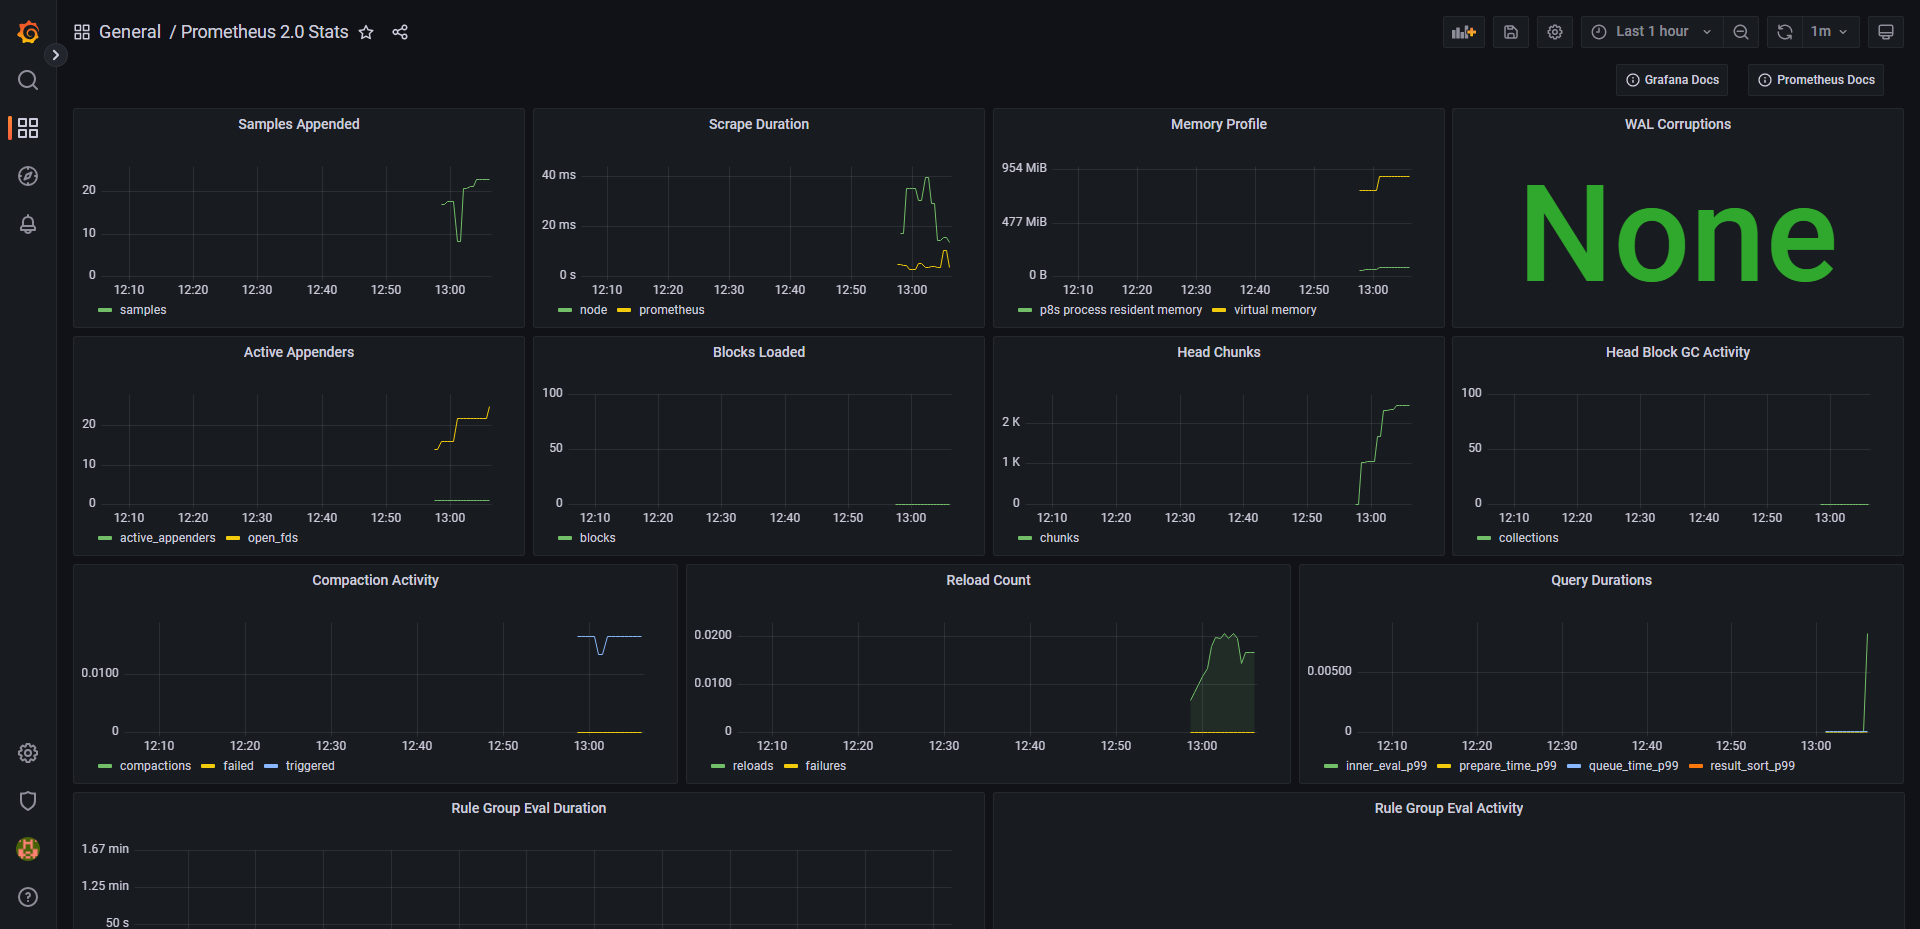 General / Prometheus 2.0 Stats
Last 1 hour
1m
Grafana Docs
Prometheus Docs
Samples Appended
20
10
0
12:10 12:20 12:30 12:40 12:50 13:00
samples
Scrape Duration
40 ms
20 ms
0 s
12:10 12:20 12:30 12:40 12:50 13:00
node prometheus
Memory Profile
954 MiB
477 MiB
0 B
12:10 12:20 12:30 12:40 12:50 13:00
p8s process resident memory virtual memory
WAL Corruptions
None
Active Appenders
20
10
0
12:10 12:20 12:30 12:40 12:50 13:00
active_appenders open_fds
Blocks Loaded
100
50
0
12:10 12:20 12:30 12:40 12:50 13:00
blocks
Head Chunks
2 K
1 K
0
12:10 12:20 12:30 12:40 12:50 13:00
chunks
Head Block GC Activity
100
50
0
12:10 12:20 12:30 12:40 12:50 13:00
collections
Compaction Activity
0.0100
0
12:10 12:20 12:30 12:40 12:50 13:00
compactions failed triggered
Reload Count
0.0200
0.0100
0
12:10 12:20 12:30 12:40 12:50 13:00
reloads failures
Query Durations
0.00500
0
12:10 12:20 12:30 12:40 12:50 13:00
inner_eval_p99 prepare_time_p99 queue_time_p99 result_sort_p99
Rule Group Eval Duration
1.67 min
1.25 min
50 s
Rule Group Eval Activity